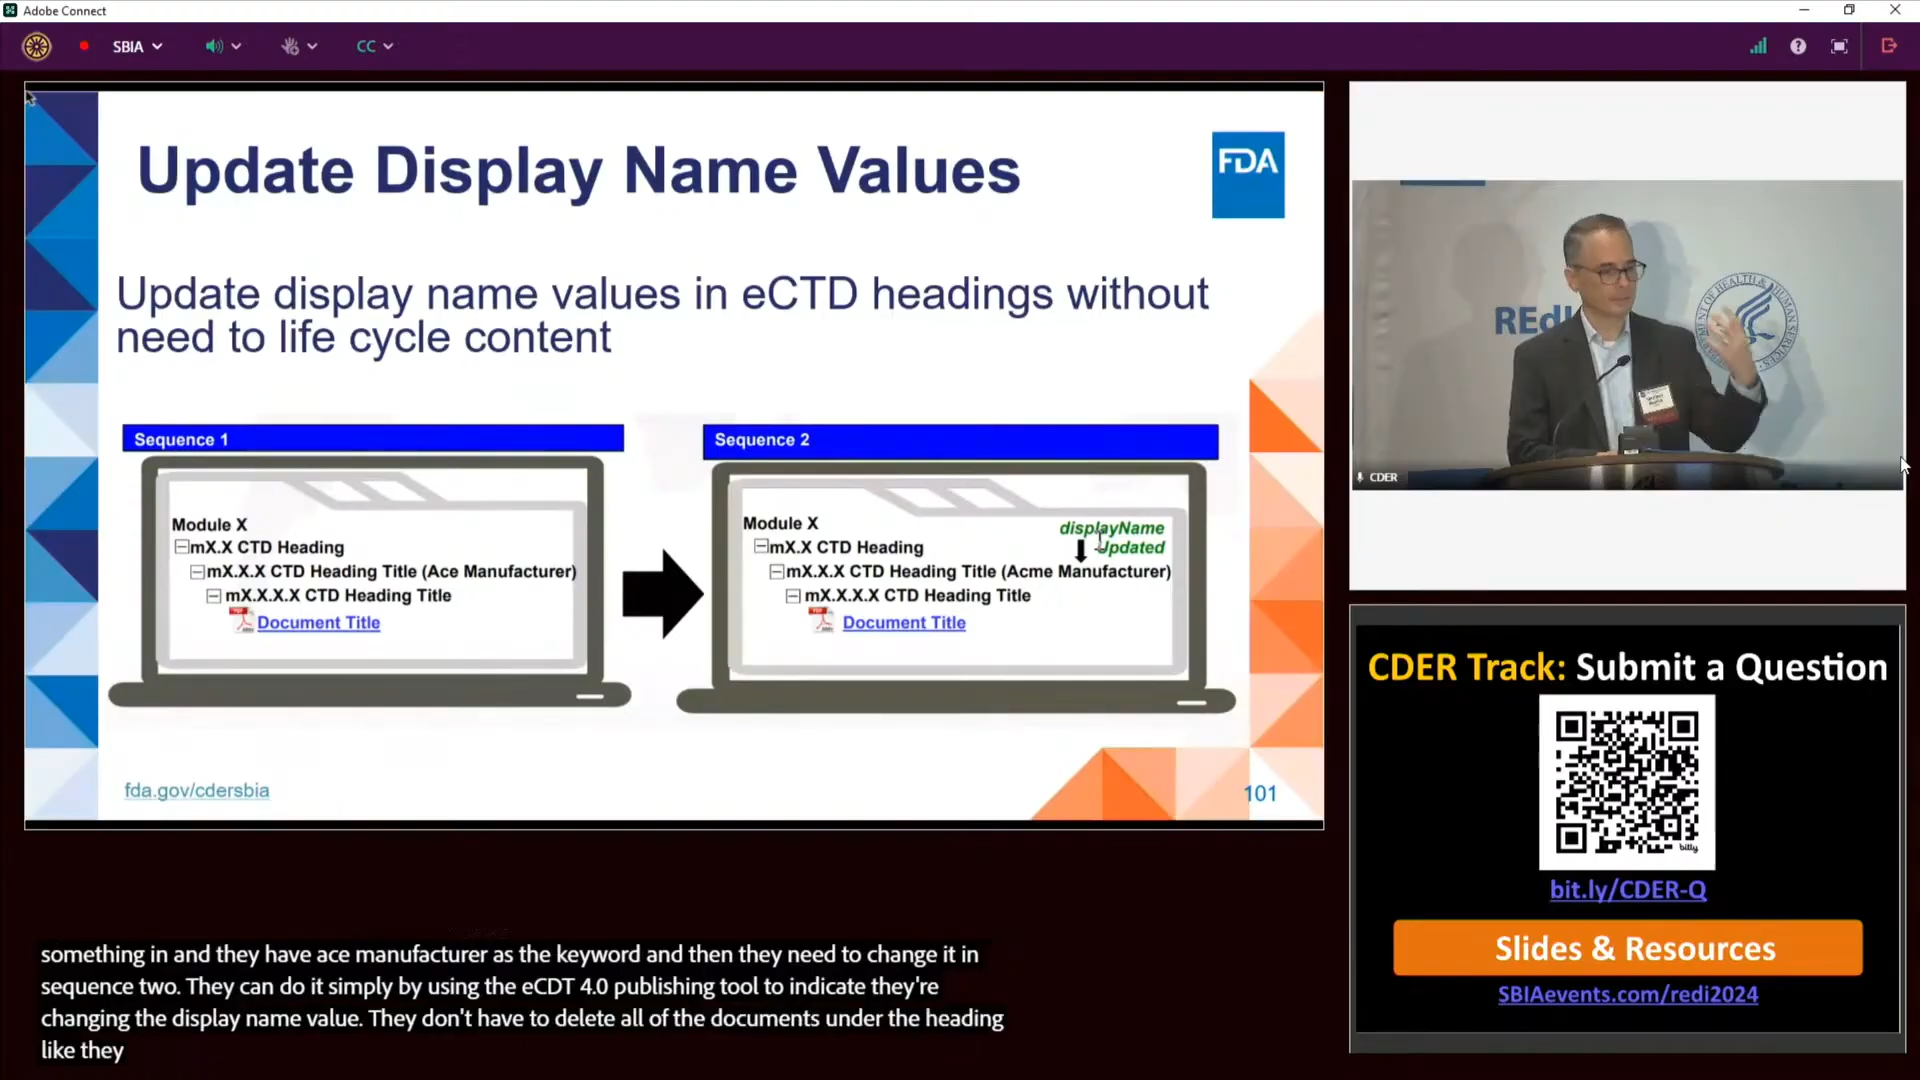 Adobe Connect
SBIA
CC
Update Display Name Values
FDA
Update display name values in eCTD headings without
need to life cycle content
Sequence 1
Module X
mX.X CTD Heading
mX.X.X CTD Heading Title (Ace Manufacturer)
mX.X.X.X CTD Heading Title
Document Title
Sequence 2
Module X
displayName
Updated
mX.X CTD Heading
mX.X.X CTD Heading Title (Acme Manufacturer)
mX.X.X.X CTD Heading Title
Document Title
fda.gov/cdersbia
101
CDER
CDER Track: Submit a Question
bitly
bit.ly/CDER-Q
Slides & Resources
SBIAevents.com/redi2024
something in and they have ace manufacturer as the keyword and then they need to change it in
sequence two. They can do it simply by using the eCDT 4.0 publishing tool to indicate they're
changing the display name value. They don't have to delete all of the documents under the heading
like they